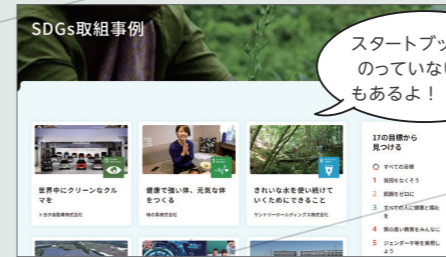 SDGs取組事例
スタートブッ
のっていない
もあるよ！
世界中にクリーンなクル
マを
トヨタ自動車株式会社
健康で強い体、元気な体
をつくる
味の素株式会社
きれいな水を使い続けて
いくためにできること
サントリーホールディングス株式会社
17の目標から
見つける
すべての目標
1 貧困をなくそう
2 飢餓をゼロに
3 すべての人に健康と福祉
を
4 質の高い教育をみんなに
5 ジェンダー平等を実現し
よう